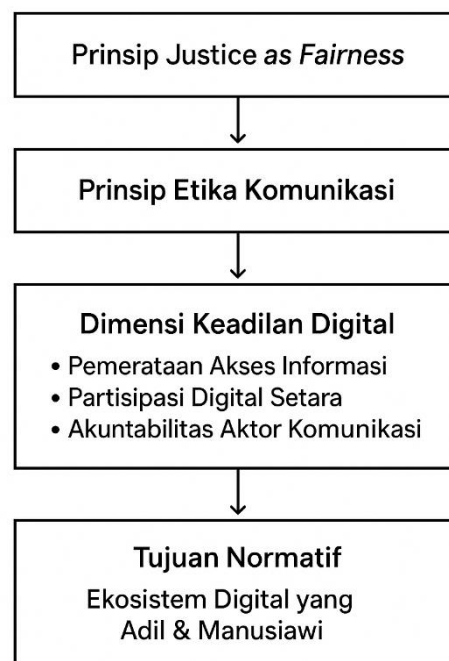 Prinsip Justice as Fairness
Prinsip Etika Komunikasi
Dimensi Keadilan Digital
• Pemerataan Akses Informasi
• Partisipasi Digital Setara
• Akuntabilitas Aktor Komunikasi
Tujuan Normatif
Ekosistem Digital yang
Adil & Manusiawi